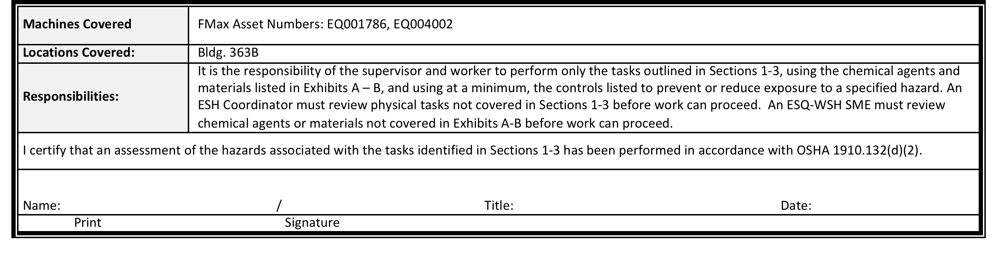 Machines Covered
FMax Asset Numbers: EQ001786, EQ004002
Locations Covered:
Bldg. 363B
Responsibilities:
It is the responsibility of the supervisor and worker to perform only the tasks outlined in Sections 1-3, using the chemical agents and
materials listed in Exhibits A – B, and using at a minimum, the controls listed to prevent or reduce exposure to a specified hazard. An
ESH Coordinator must review physical tasks not covered in Sections 1-3 before work can proceed.  An ESQ-WSH SME must review
chemical agents or materials not covered in Exhibits A-B before work can proceed.
I certify that an assessment of the hazards associated with the tasks identified in Sections 1-3 has been performed in accordance with OSHA 1910.132(d)(2).
Name: / Title: Date:
Print Signature